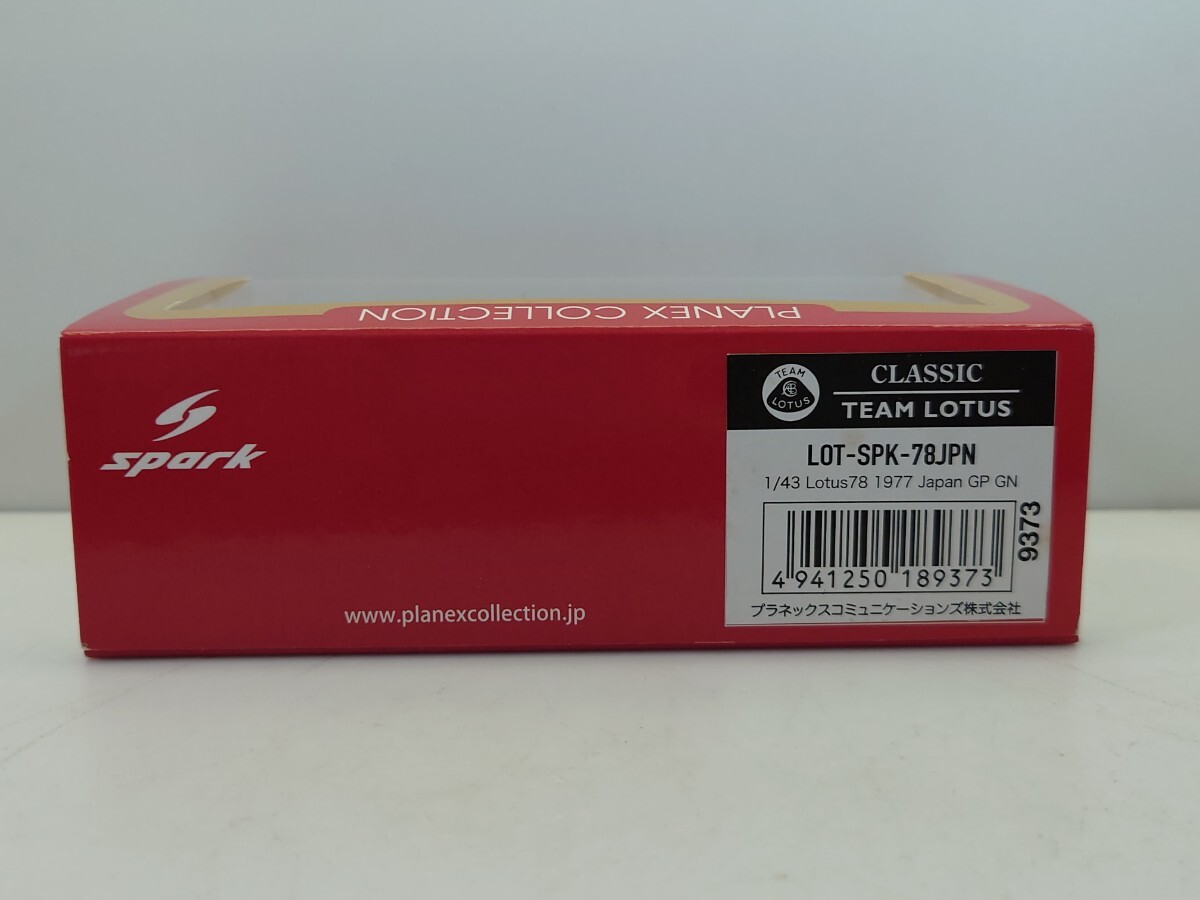 PLANEX COLLECTION
spark
TEAM
LOTUS
CLASSIC
TEAM LOTUS
LOT-SPK-78JPN
1/43 Lotus78 1977 Japan GP GN
9373
4 941250 189373
プラネックスコミュニケーションズ株式会社
www.planexcollection.jp